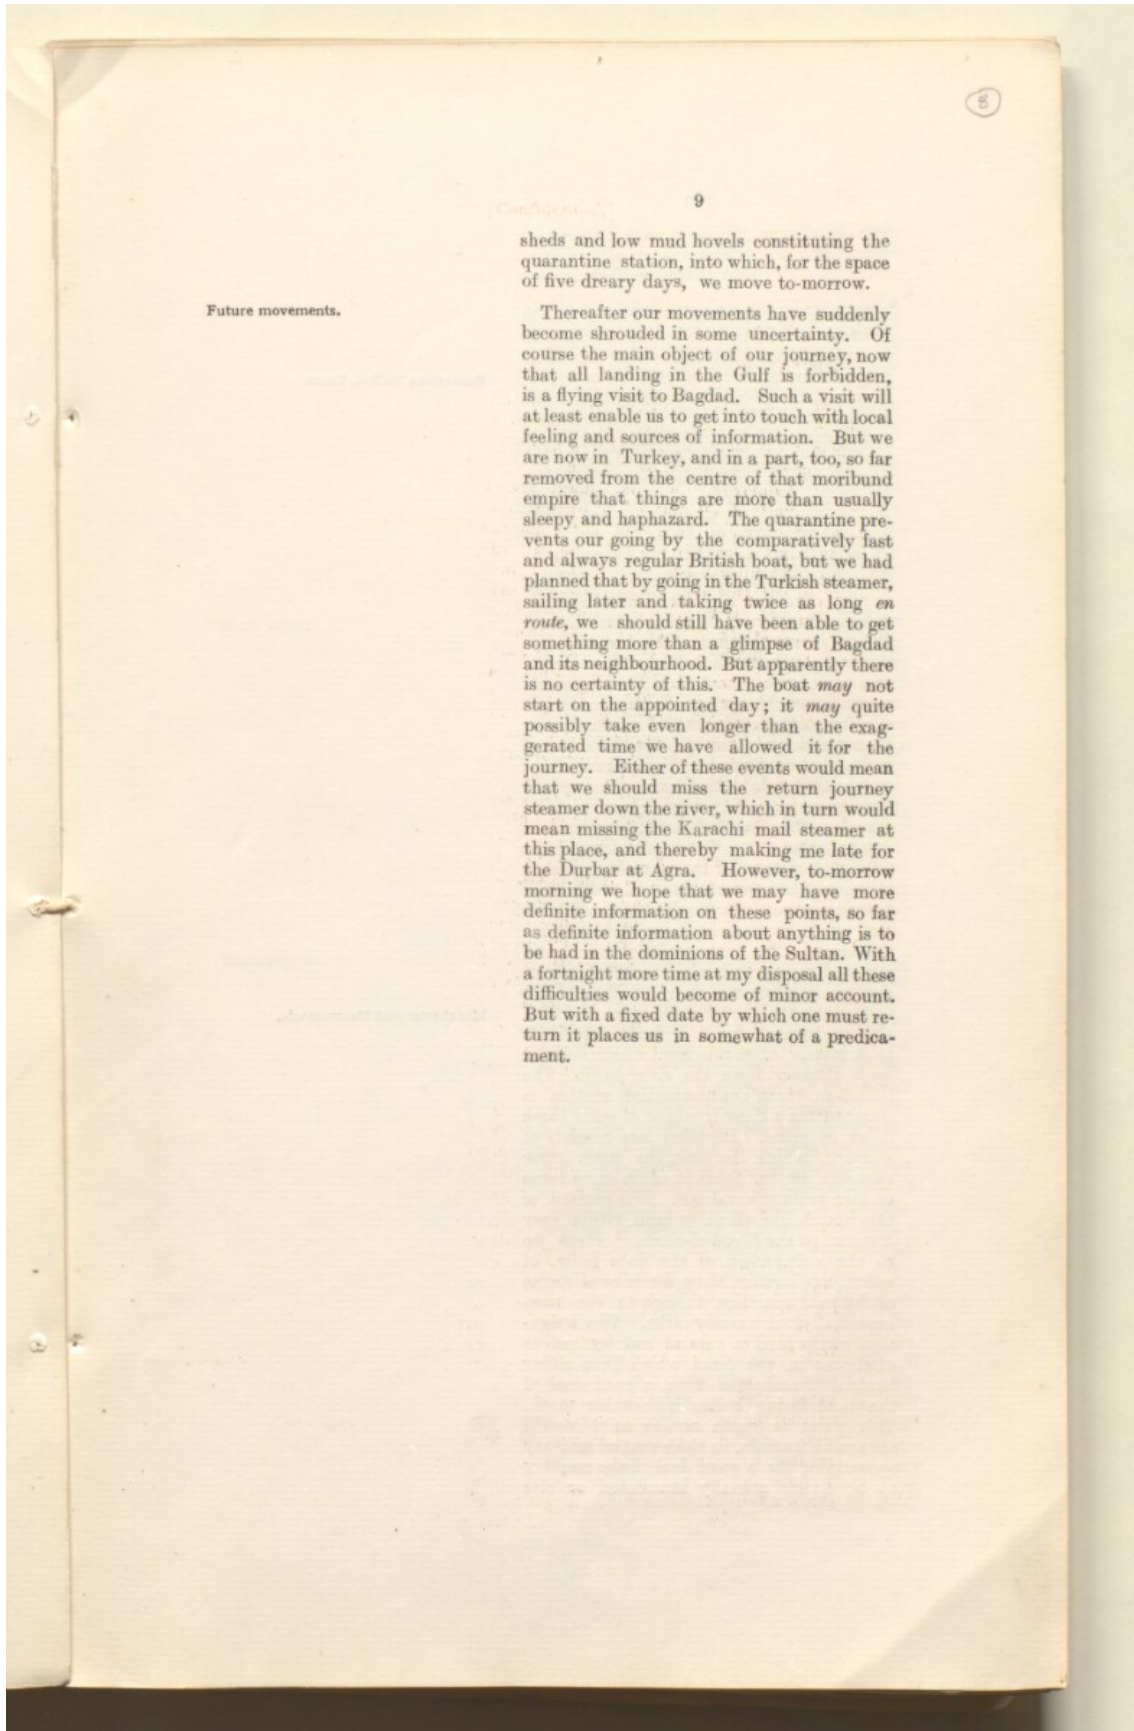 8
9
sheds and low mud hovels constituting the
quarantine station, into which, for the space
of five dreary days, we move to-morrow.
Future movements.
Thereafter our movements have suddenly
become shrouded in some uncertainty. Of
course the main object of our journey, now
that all landing in the Gulf is forbidden,
is a flying visit to Bagdad. Such a visit will
at least enable us to get into touch with local
feeling and sources of information. But we
are now in Turkey, and in a part, too, so far
removed from the centre of that moribund
empire that things are more than usually
sleepy and haphazard. The quarantine pre-
vents our going by the comparatively fast
and always regular British boat, but we had
planned that by going in the Turkish steamer,
sailing later and taking twice as long en
route, we should still have been able to get
something more than a glimpse of Bagdad
and its neighbourhood. But apparently there
is no certainty of this. The boat may not
start on the appointed day; it may quite
possibly take even longer than the exag-
gerated time we have allowed it for the
journey. Either of these events would mean
that we should miss the return journey
steamer down the river, which in turn would
mean missing the Karachi mail steamer at
this place, and thereby making me late for
the Durbar at Agra. However, to-morrow
morning we hope that we may have more
definite information on these points, so far
as definite information about anything is to
be had in the dominions of the Sultan. With
a fortnight more time at my disposal all these
difficulties would become of minor account.
But with a fixed date by which one must re-
turn it places us in somewhat of a predica-
ment.